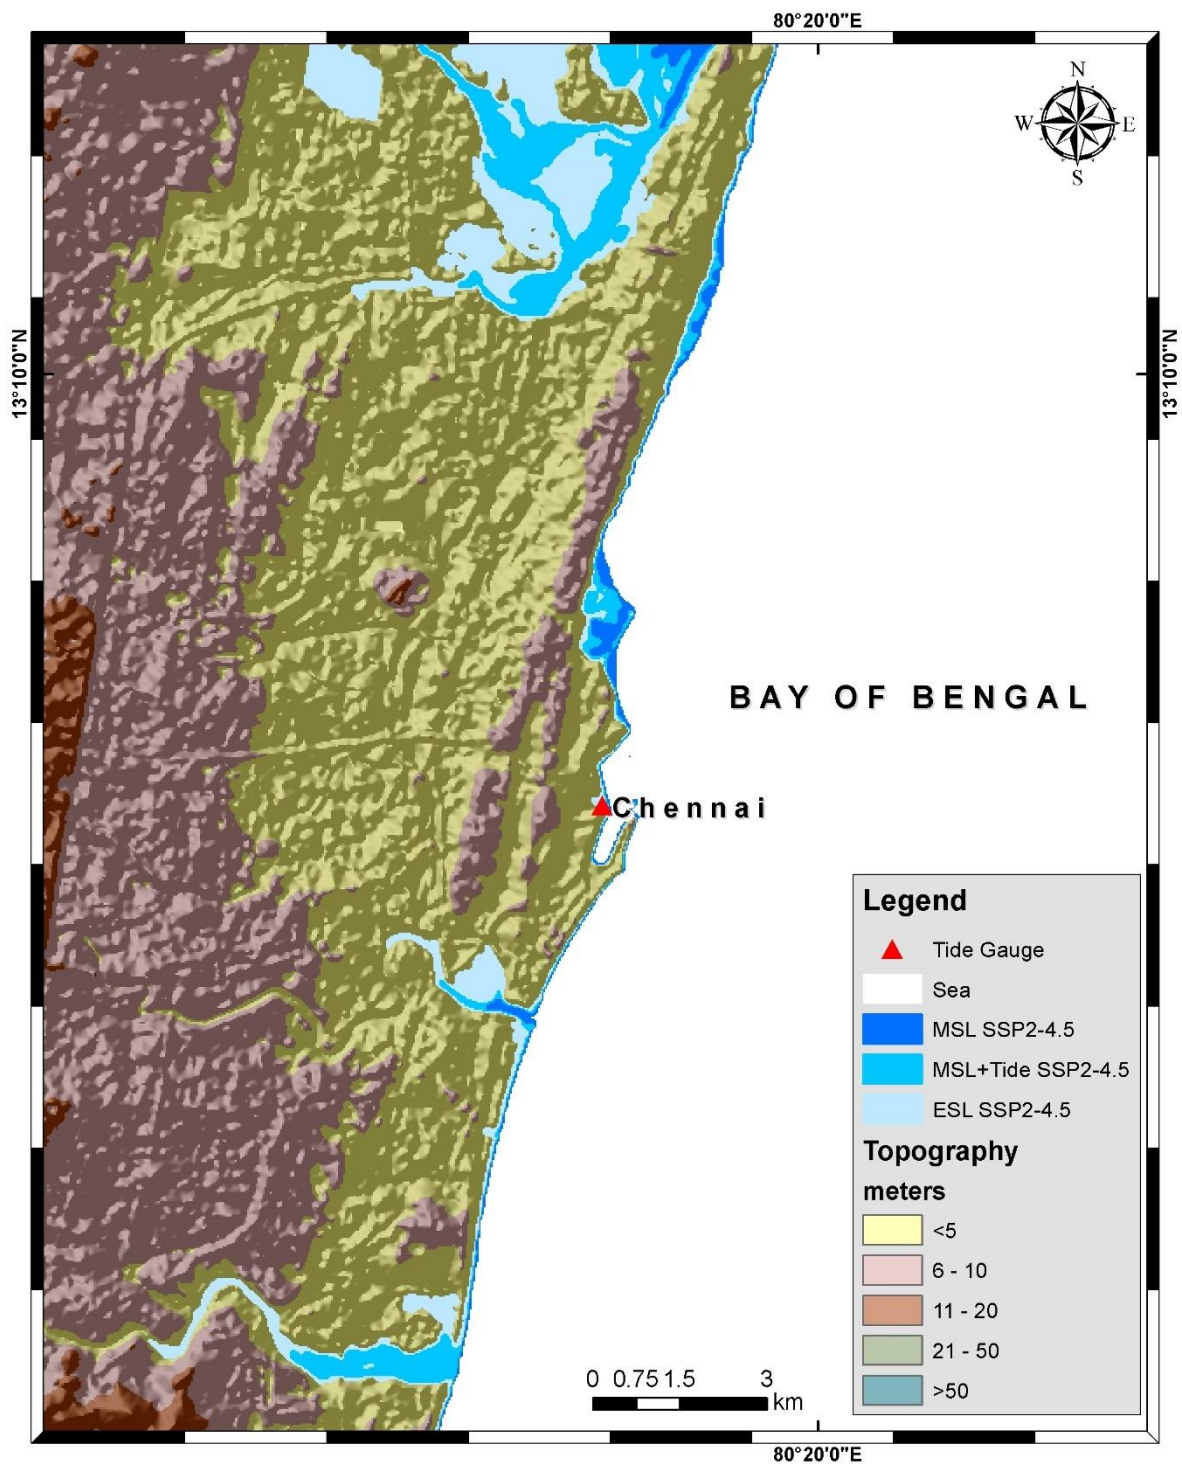 80°20'0"E
N
W E
S
13°10'0"N
13°10'0"N
BAY OF BENGAL
Chennai
Legend
Tide Gauge
Sea
MSL SSP2-4.5
MSL+Tide SSP2-4.5
ESL SSP2-4.5
Topography
meters
<5
6 - 10
11 - 20
21 - 50
>50
0 0.75 1.5 3
km
80°20'0"E